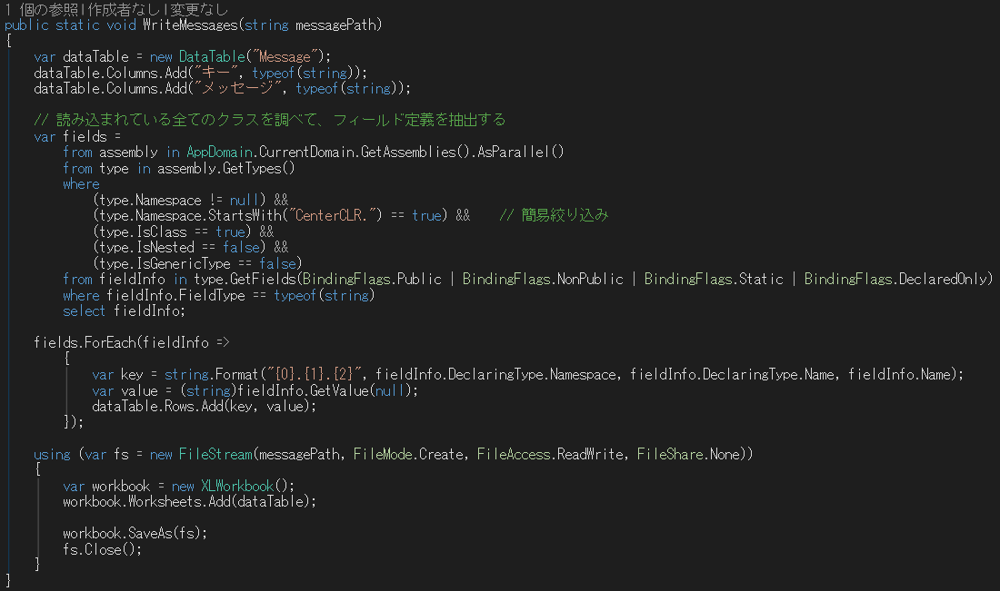 1 個の参照|作成者なし|変更なし
public static void WriteMessages(string messagePath)
{
    var dataTable = new DataTable("Message");
    dataTable.Columns.Add("キー", typeof(string));
    dataTable.Columns.Add("メッセージ", typeof(string));

    // 読み込まれている全てのクラスを調べて、フィールド定義を抽出する
    var fields =
        from assembly in AppDomain.CurrentDomain.GetAssemblies().AsParallel()
        from type in assembly.GetTypes()
        where
            (type.Namespace != null) &&
            (type.Namespace.StartsWith("CenterCLR.") == true) &&    // 簡易絞り込み
            (type.IsClass == true) &&
            (type.IsNested == false) &&
            (type.IsGenericType == false)
        from fieldInfo in type.GetFields(BindingFlags.Public | BindingFlags.NonPublic | BindingFlags.Static | BindingFlags.DeclaredOnly)
        where fieldInfo.FieldType == typeof(string)
        select fieldInfo;

    fields.ForEach(fieldInfo =>
        {
            var key = string.Format("{0}.{1}.{2}", fieldInfo.DeclaringType.Namespace, fieldInfo.DeclaringType.Name, fieldInfo.Name);
            var value = (string)fieldInfo.GetValue(null);
            dataTable.Rows.Add(key, value);
        });

    using (var fs = new FileStream(messagePath, FileMode.Create, FileAccess.ReadWrite, FileShare.None))
    {
        var workbook = new XLWorkbook();
        workbook.Worksheets.Add(dataTable);

        workbook.SaveAs(fs);
        fs.Close();
    }
}